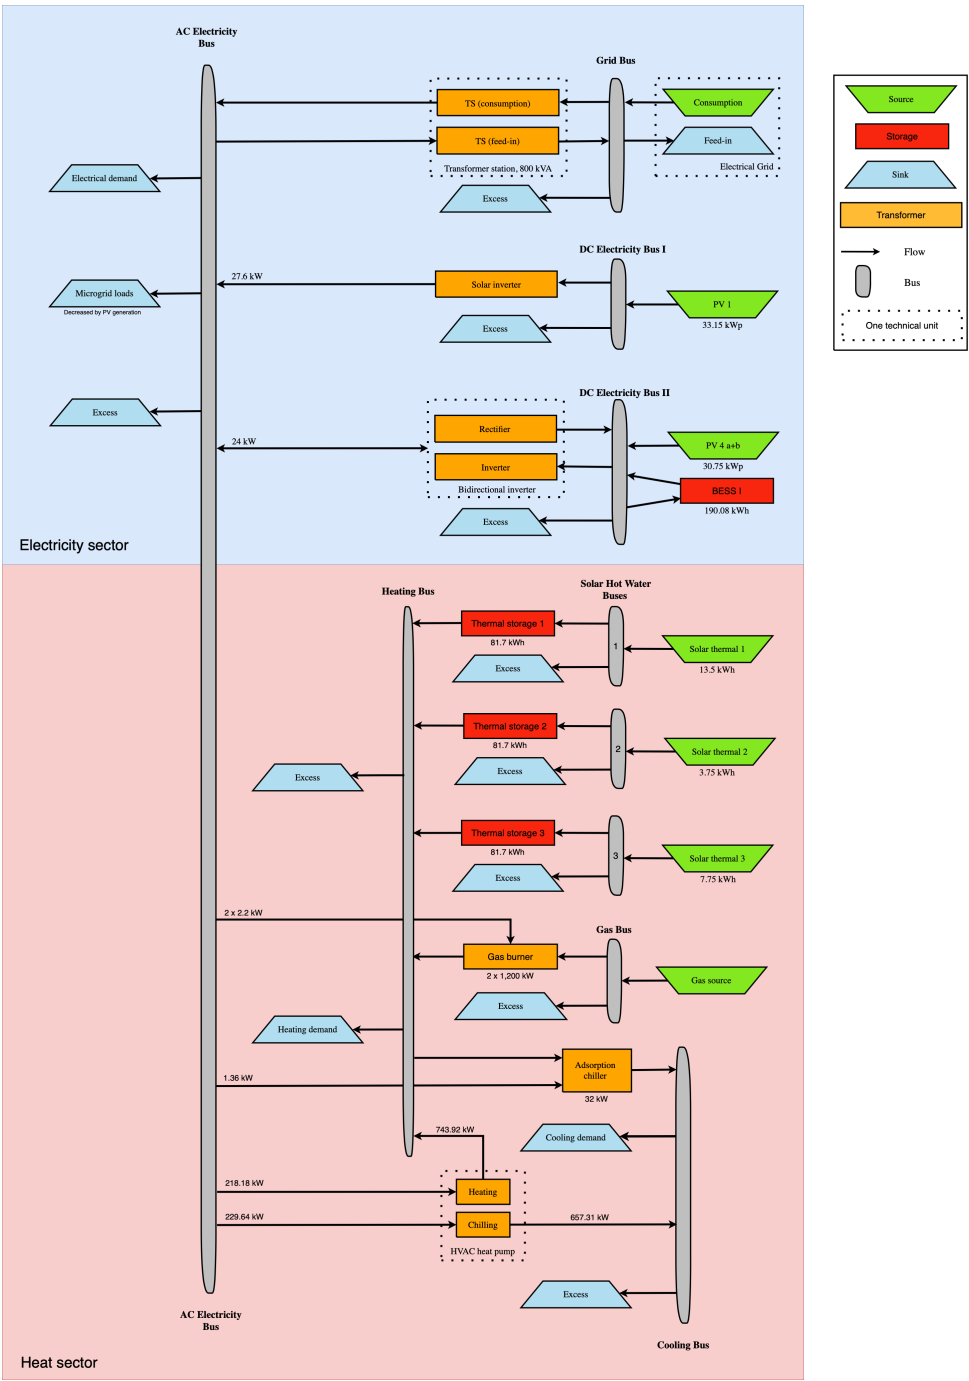 AC Electricity
Bus
Grid Bus
TS (consumption)
Consumption
TS (feed-in)
Feed-in
Transformer station, 800 kVA
Electrical Grid
Electrical demand
Excess
DC Electricity Bus I
27.6 kW
Solar inverter
Microgrid loads
Decreased by PV generation
PV 1
33.15 kWp
Excess
DC Electricity Bus II
Excess
Rectifier
24 kW
PV 4 a+b
30.75 kWp
Inverter
Bidirectional inverter
BESS I
190.08 kWh
Excess
Electricity sector
Heating Bus
Solar Hot Water
Buses
Thermal storage 1
81.7 kWh
1
Solar thermal 1
13.5 kWh
Excess
Thermal storage 2
81.7 kWh
2
Solar thermal 2
3.75 kWh
Excess
Excess
Thermal storage 3
81.7 kWh
3
Solar thermal 3
7.75 kWh
Excess
2 x 2.2 kW
Gas Bus
Gas burner
2 x 1,200 kW
Gas source
Excess
Heating demand
Adsorption
chiller
32 kW
1.36 kW
743.92 kW
Cooling demand
218.18 kW
Heating
229.64 kW
Chilling
657.31 kW
HVAC heat pump
Excess
AC Electricity
Bus
Cooling Bus
Heat sector
Source
Storage
Sink
Transformer
Flow
Bus
One technical unit